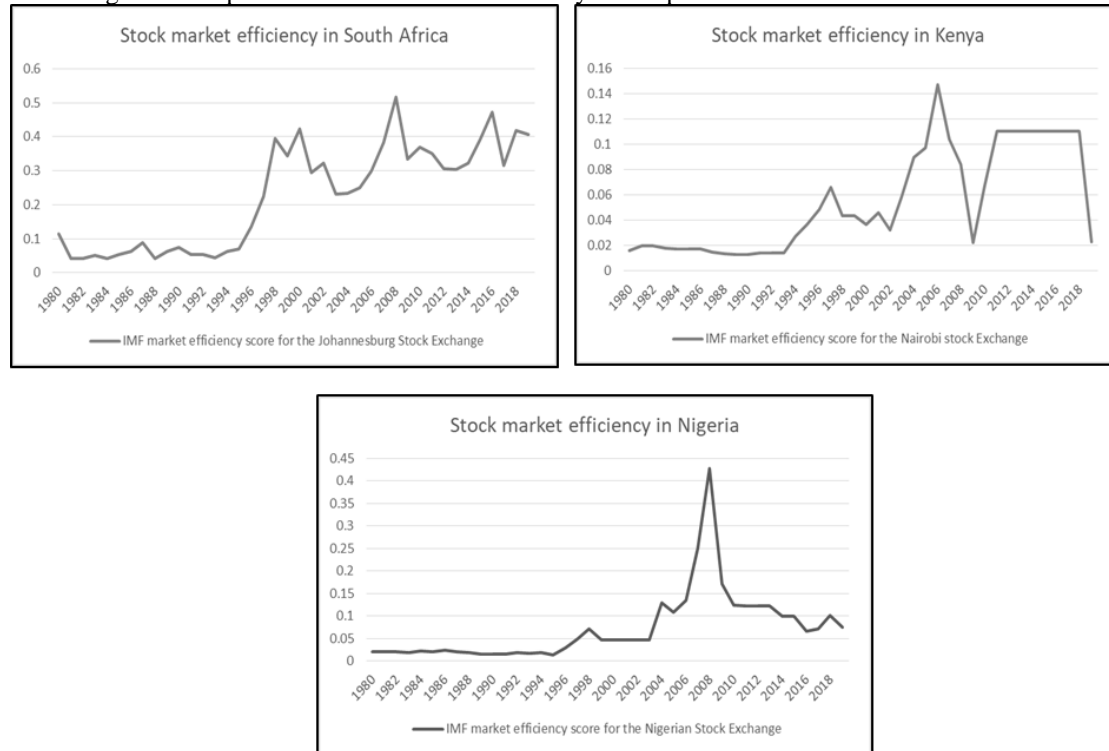 Stock market efficiency in South Africa
0.6
0.5
0.4
0.3
0.2
0.1
0
1980 1982 1984 1986 1988 1990 1992 1994 1996 1998 2000 2002 2004 2006 2008 2010 2012 2014 2016 2018
IMF market efficiency score for the Johannesburg Stock Exchange
Stock market efficiency in Kenya
0.16
0.14
0.12
0.1
0.08
0.06
0.04
0.02
0
1980 1982 1984 1986 1988 1990 1992 1994 1996 1998 2000 2002 2004 2006 2008 2010 2012 2014 2016 2018
IMF market efficiency score for the Nairobi stock Exchange
Stock market efficiency in Nigeria
0.45
0.4
0.35
0.3
0.25
0.2
0.15
0.1
0.05
0
1980 1982 1984 1986 1988 1990 1992 1994 1996 1998 2000 2002 2004 2006 2008 2010 2012 2014 2016 2018
IMF market efficiency score for the Nigerian Stock Exchange